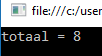 file:///c:/user
totaal = 8